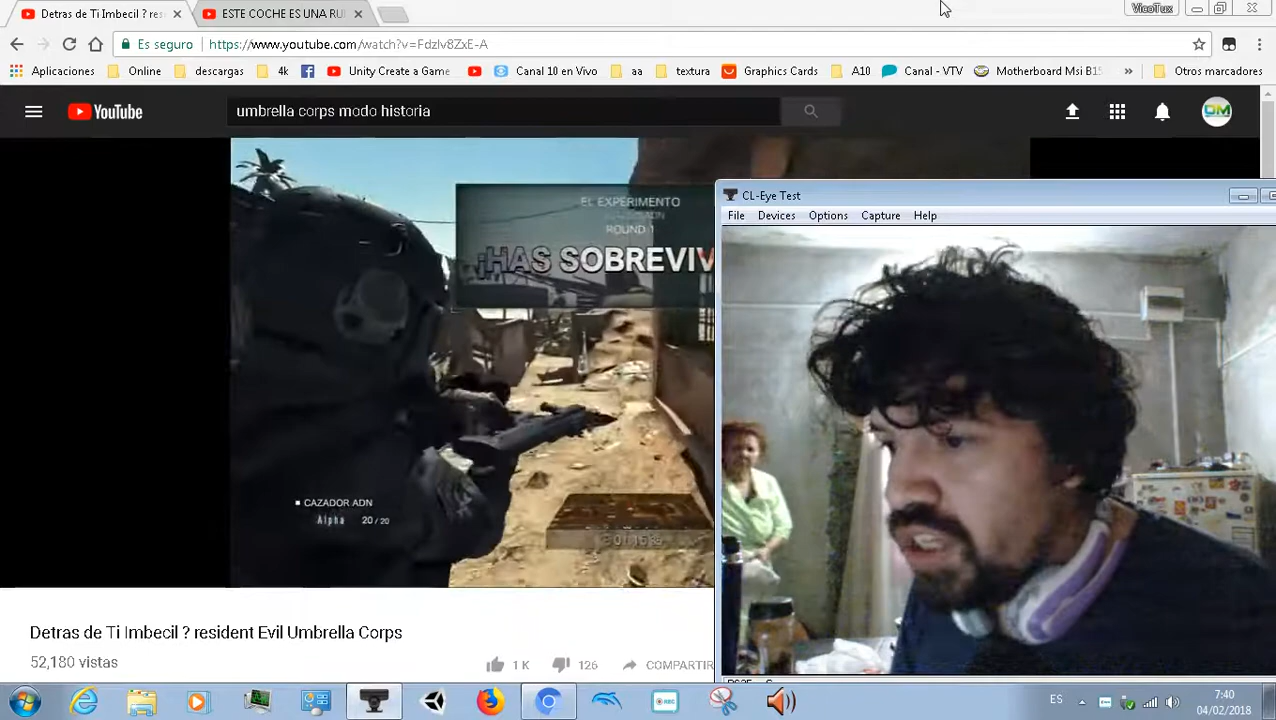 Detras de Ti Imbecil ? resi
ESTE COCHE ES UNA RU
VicoTux
Es seguro
https://www.youtube.com/watch?v=Fdzlv8ZxE-A
Aplicaciones
Online
descargas
4k
Unity Create a Game
Canal 10 en Vivo
aa
textura
Graphics Cards
A10
Canal - VTV
Motherboard Msi B15
»
Otros marcadores
YouTube
umbrella corps modo historia
EL EXPERIMENTO
ROUND 1
¡HAS SOBREVIV
CL-Eye Test
File Devices Options Capture Help
CAZADOR ADN
Alpha 20/20
Detras de Ti Imbecil ? resident Evil Umbrella Corps
52,180 vistas
1 K
126
COMPARTIR
ES
7:40
04/02/2018